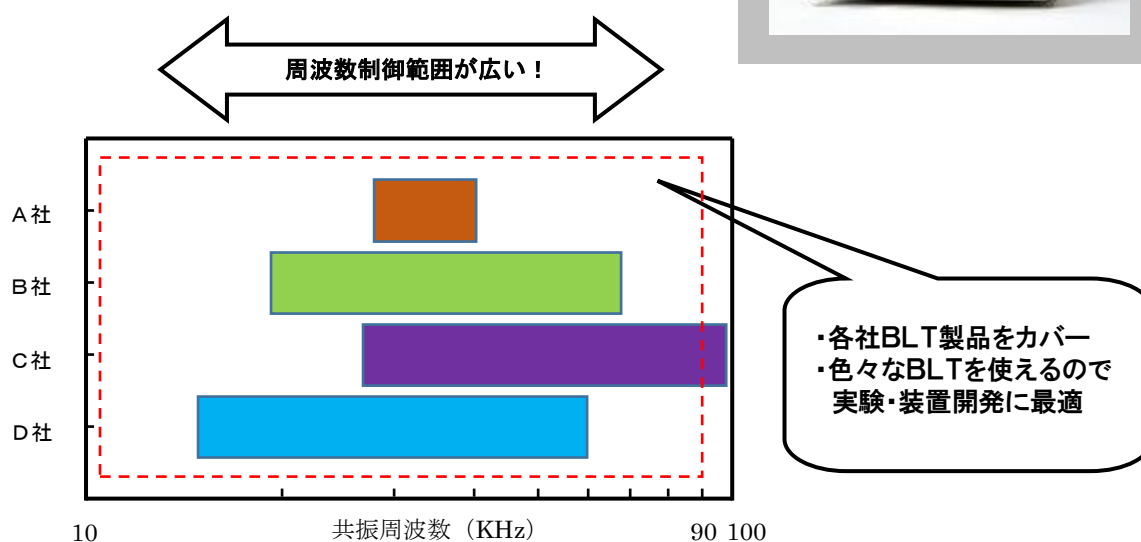 周波数制御範囲が広い！
A社
B社
C社
D社
・各社BLT製品をカバー
・色々なBLTを使えるので
実験・装置開発に最適
10
共振周波数（KHz）
90 100